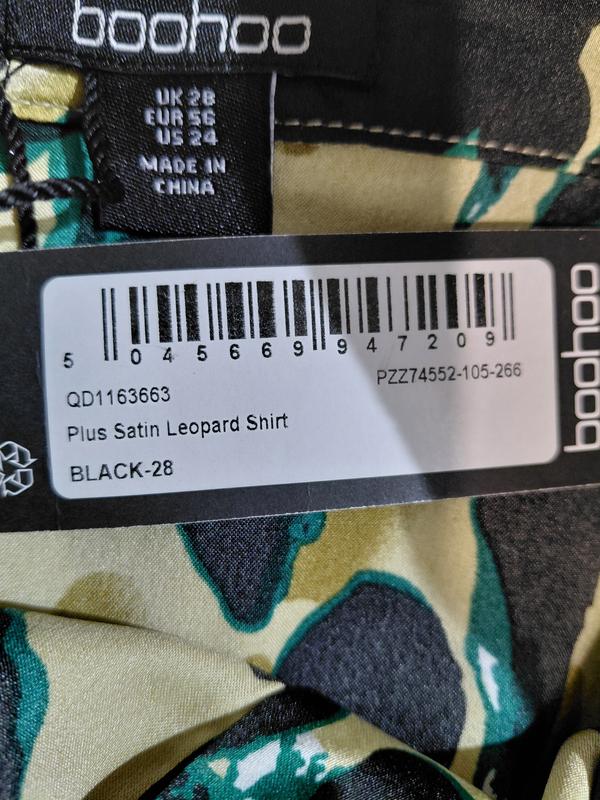 boohoo
UK 28
EUR 56
US 24
MADE IN
CHINA
boohoo
5 045669 947209
PZZ74552-105-266
QD1163663
Plus Satin Leopard Shirt
BLACK-28